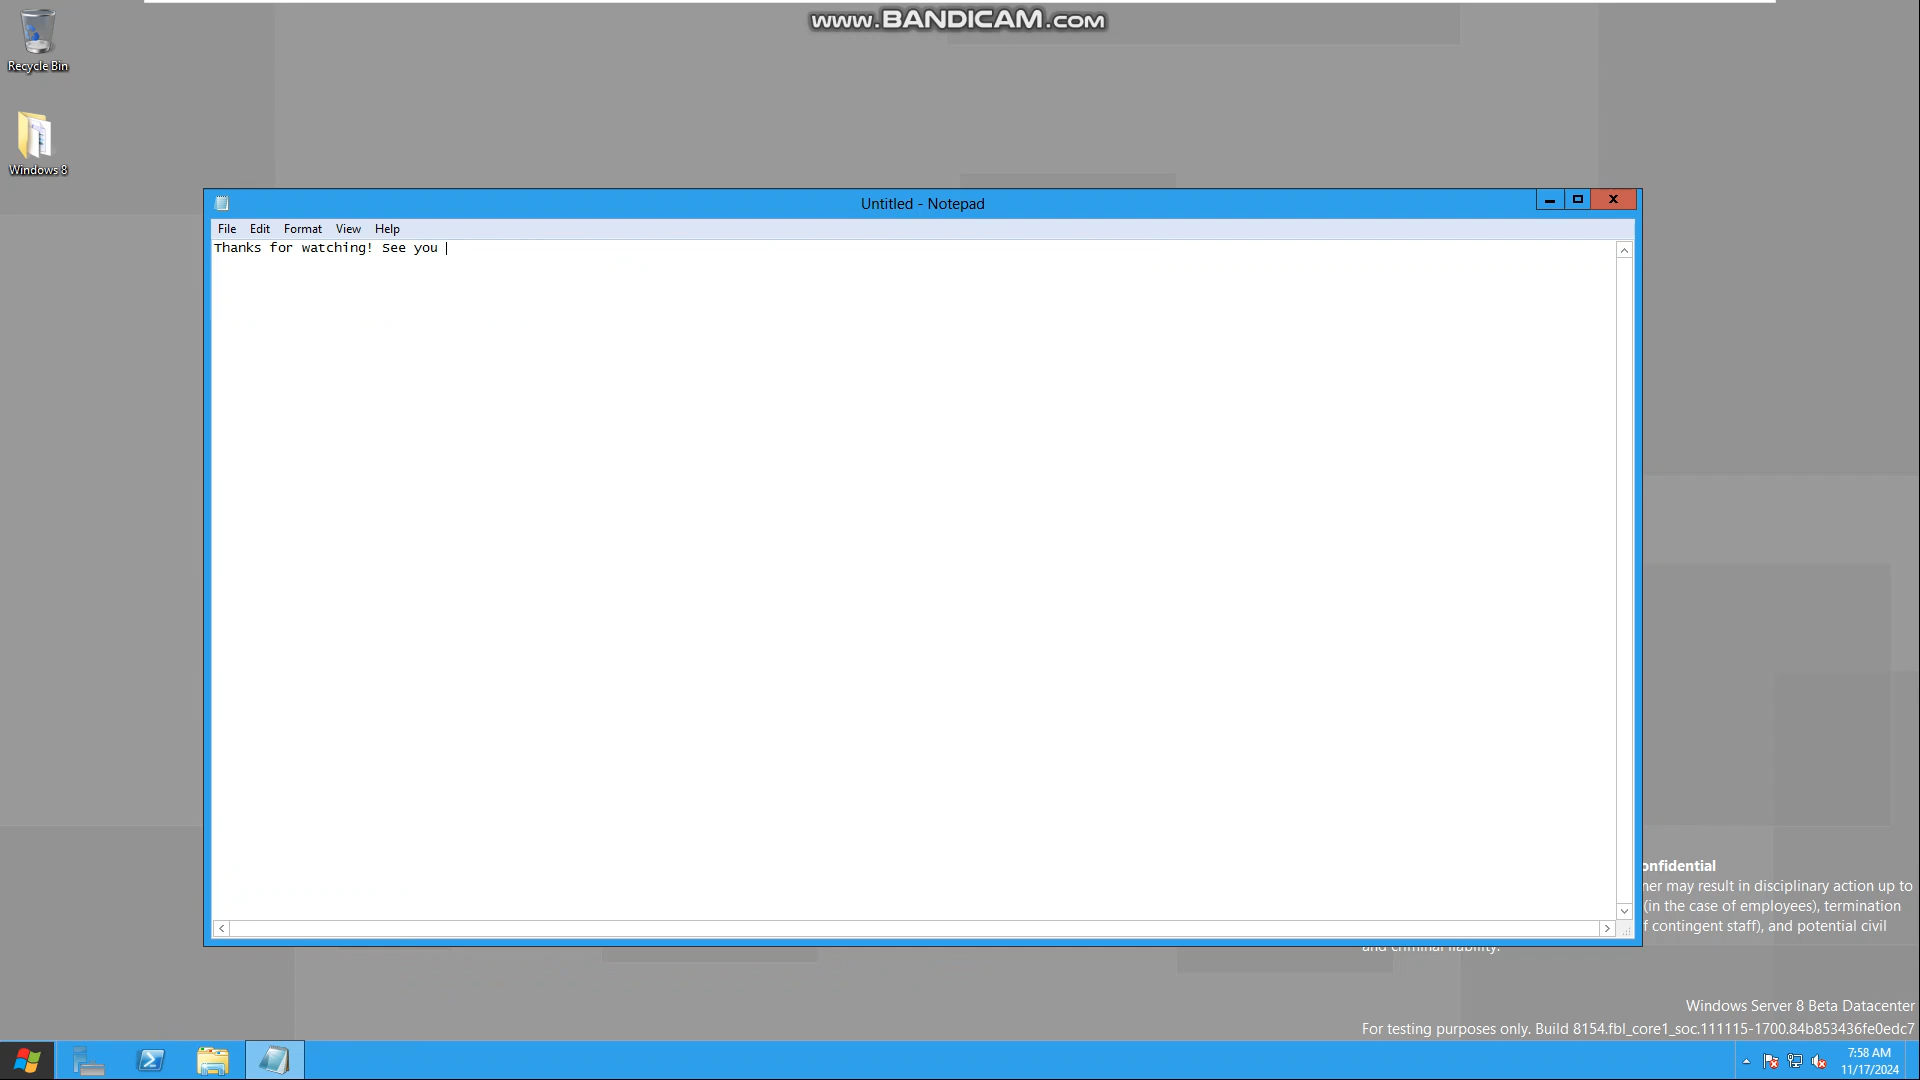 www.BANDICAM.com
Recycle Bin
Windows 8
Untitled - Notepad
File Edit Format View Help
Thanks for watching! See you
onfidential
ner may result in disciplinary action up to
(in the case of employees), termination
f contingent staff), and potential civil
and criminal liability.
Windows Server 8 Beta Datacenter
For testing purposes only. Build 8154.fbl_core1_soc.111115-1700.84b853436fe0edc7
7:58 AM
11/17/2024